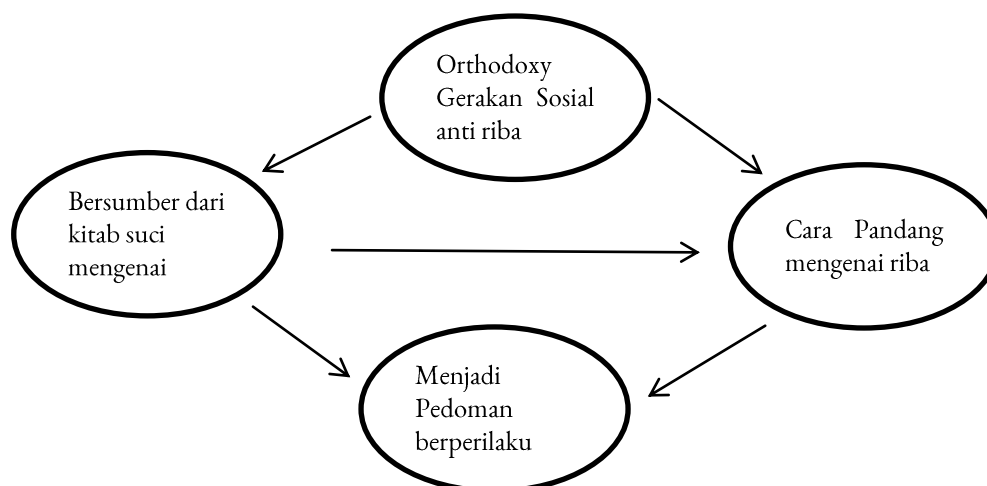 Orthodoxy
Gerakan Sosial
anti riba
Bersumber dari
kitab suci
mengenai
Cara Pandang
mengenai riba
Menjadi
Pedoman
berperilaku